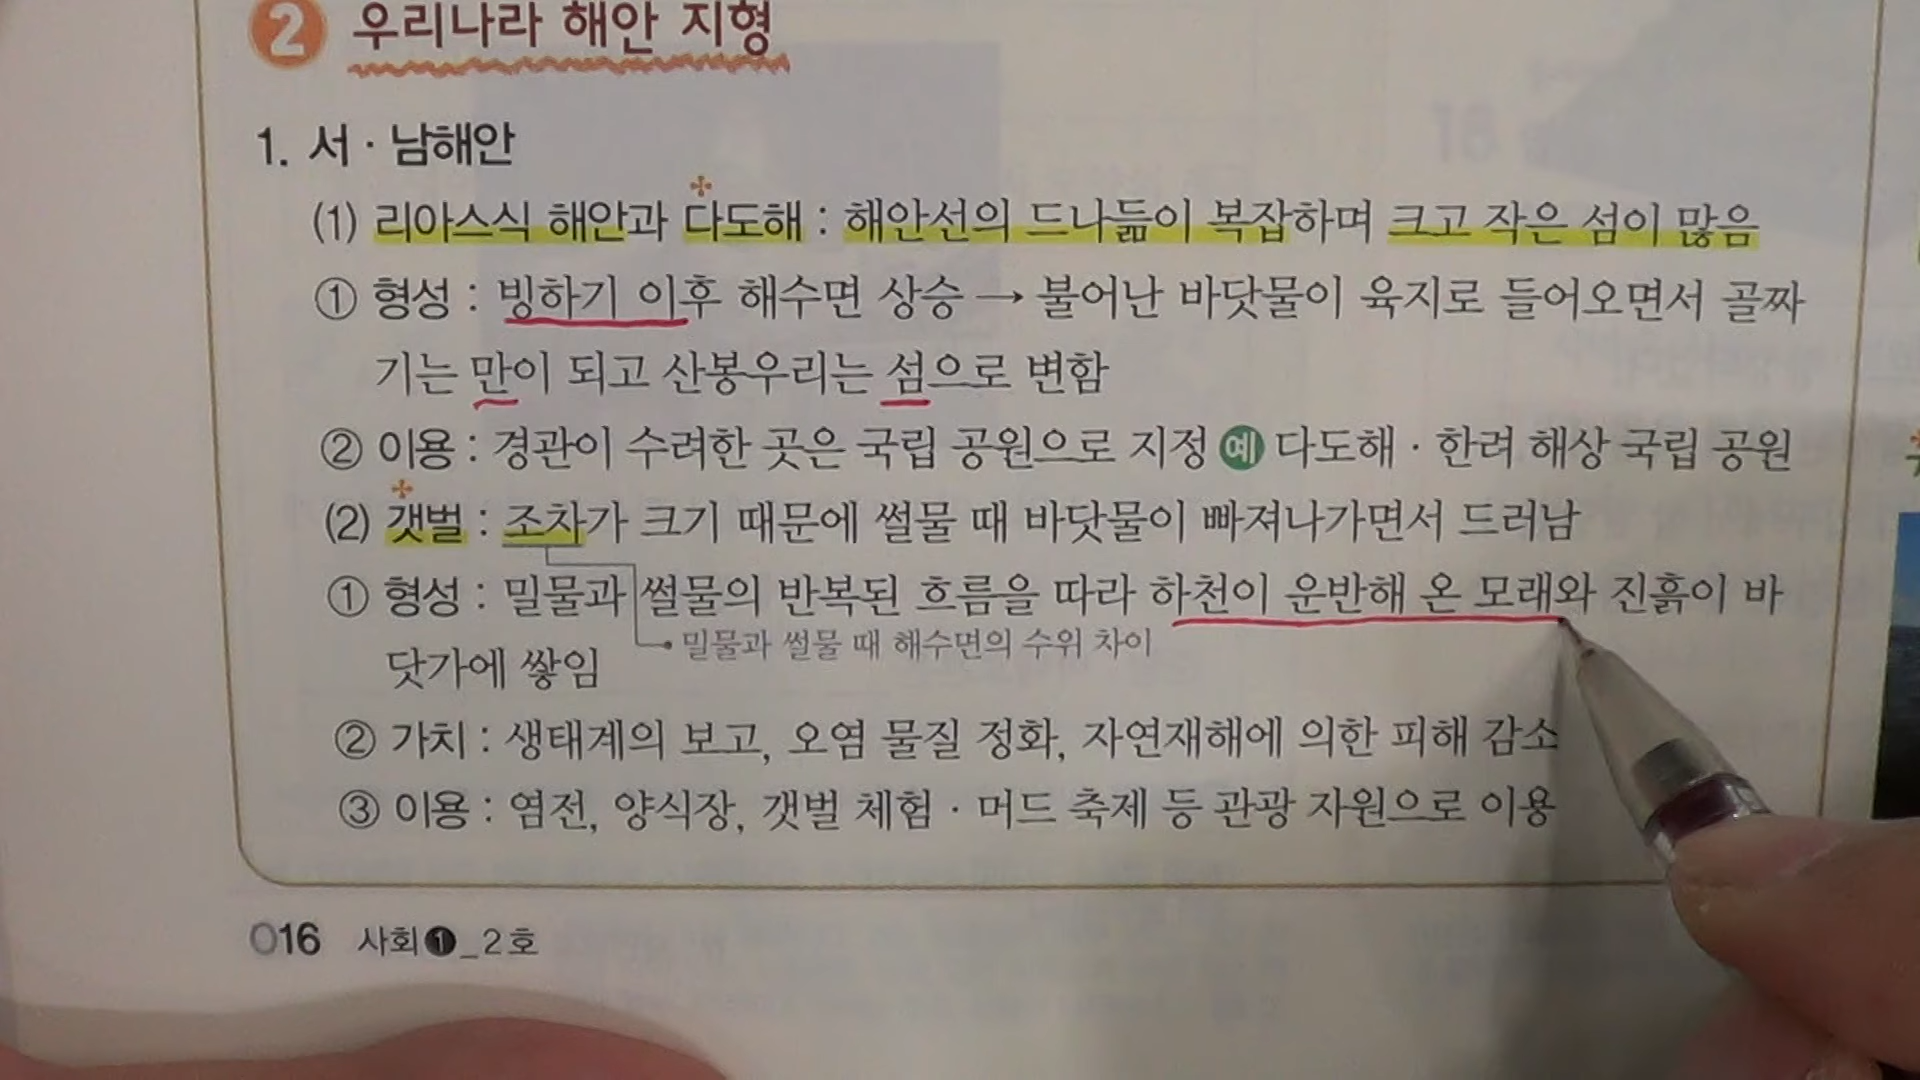 2 우리나라 해안 지형
1. 서·남해안
(1) 리아스식 해안과 다도해 : 해안선의 드나듦이 복잡하며 크고 작은 섬이 많음
① 형성 : 빙하기 이후 해수면 상승 → 불어난 바닷물이 육지로 들어오면서 골짜
기는 만이 되고 산봉우리는 섬으로 변함
② 이용 : 경관이 수려한 곳은 국립 공원으로 지정 예 다도해·한려 해상 국립 공원
(2) 갯벌 : 조차가 크기 때문에 썰물 때 바닷물이 빠져나가면서 드러남
① 형성 : 밀물과 썰물의 반복된 흐름을 따라 하천이 운반해 온 모래와 진흙이 바
밀물과 썰물 때 해수면의 수위 차이
닷가에 쌓임
② 가치 : 생태계의 보고, 오염 물질 정화, 자연재해에 의한 피해 감소
③ 이용 : 염전, 양식장, 갯벌 체험·머드 축제 등 관광 자원으로 이용
016 사회❶_2호